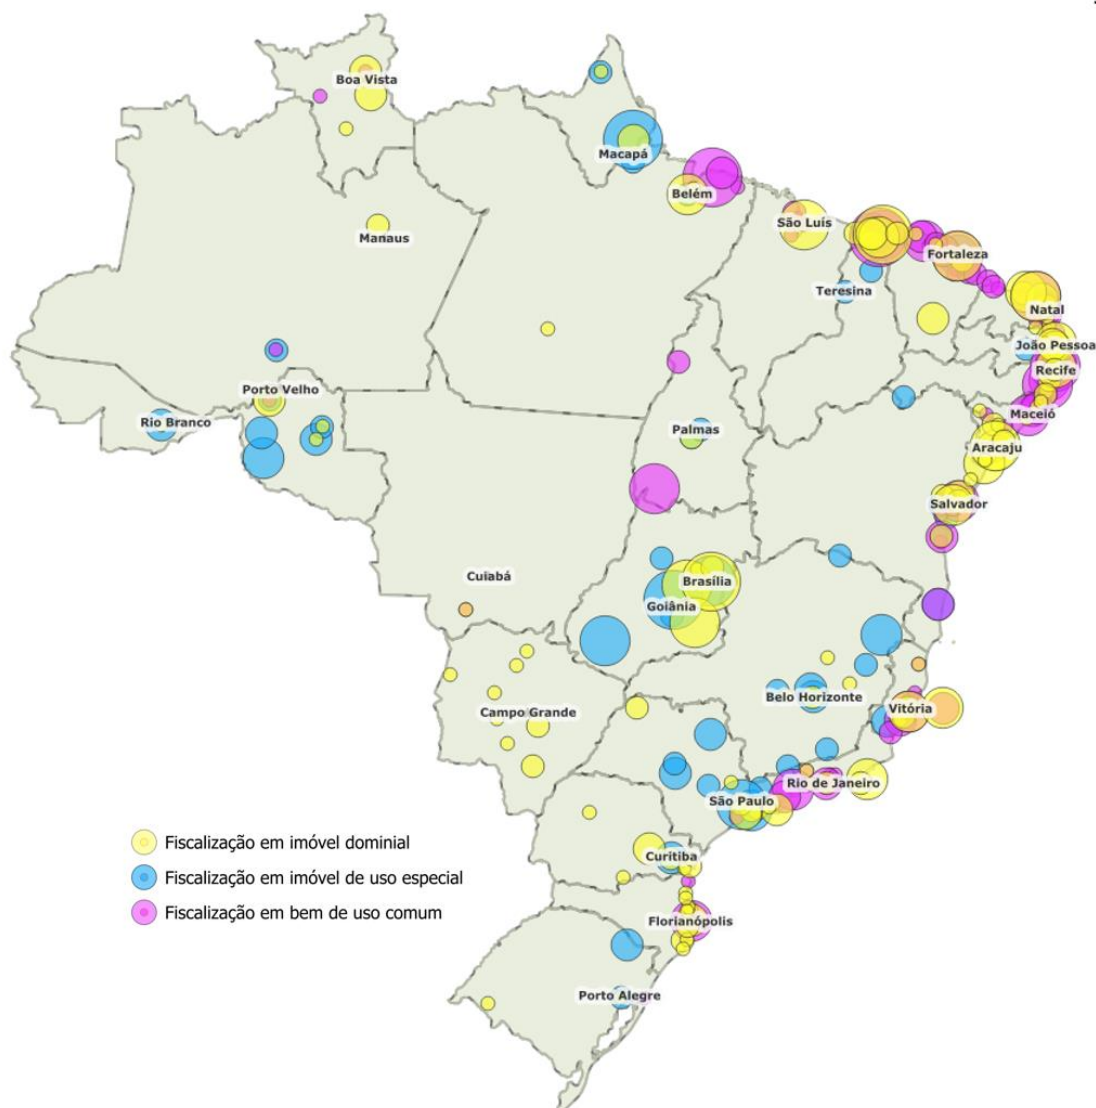 Boa Vista
Macapá
Belém
São Luís
Manaus
Fortaleza
Teresina
Natal
João Pessoa
Recife
Porto Velho
Maceió
Rio Branco
Palmas
Aracaju
Salvador
Cuiabá
Brasília
Goiânia
Belo Horizonte
Vitória
Campo Grande
Rio de Janeiro
São Paulo
Fiscalização em imóvel dominial
Curitiba
Fiscalização em imóvel de uso especial
Fiscalização em bem de uso comum
Florianópolis
Porto Alegre